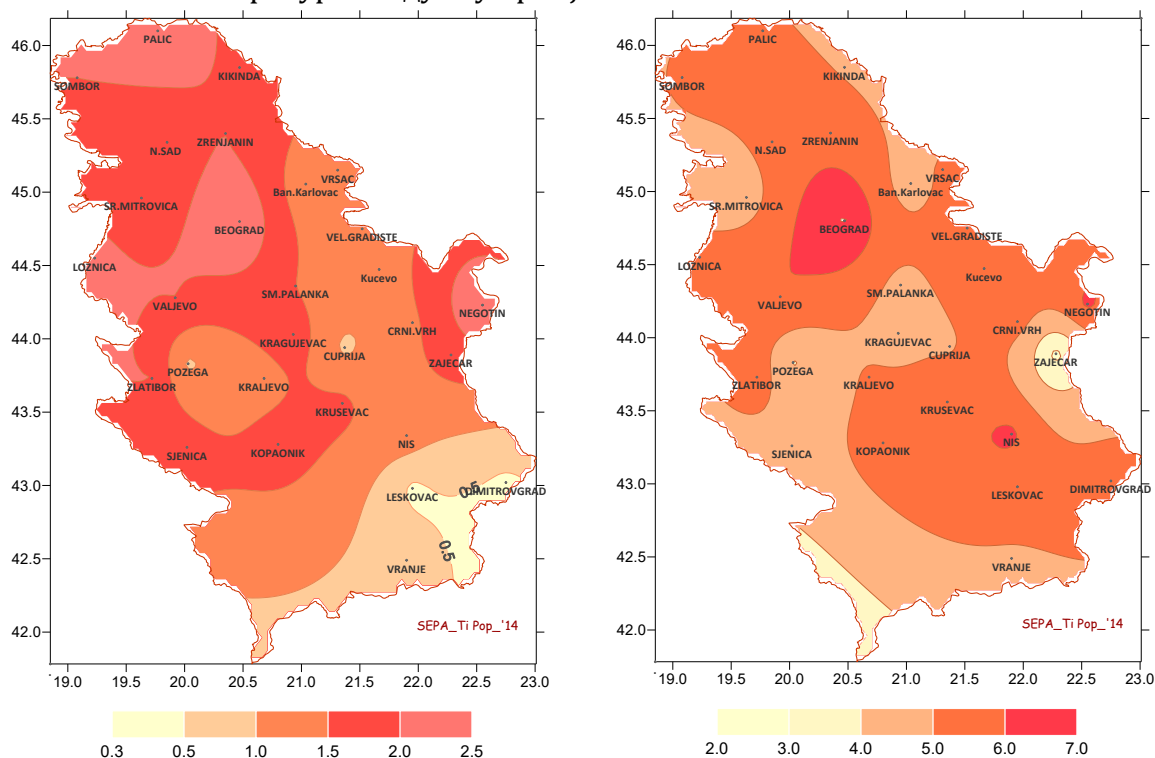 46.0
45.5
45.0
44.5
44.0
43.5
43.0
42.5
42.0
PALIC
KIKINDA
SOMBOR
ZRENJANIN
N.SAD
VRSAC
Ban.Karlovac
SR.MITROVICA
BEOGRAD
VEL.GRADISTE
LOZNICA
Kucevo
SM.PALANKA
VALJEVO
NEGOTIN
CRNI.VRH
KRAGUJEVAC
CUPRIJA
ZAJECAR
POZEGA
ZLATIBOR
KRALJEVO
KRUSEVAC
NIS
SJENICA
KOPAONIK
LESKOVAC
0.5
DIMITROVGRAD
0.5
VRANJE
SEPA_Ti Pop_'14
19.0 19.5 20.0 20.5 21.0 21.5 22.0 22.5 23.0
0.3 0.5 1.0 1.5 2.0 2.5
46.0
45.5
45.0
44.5
44.0
43.5
43.0
42.5
42.0
PALIC
KIKINDA
SOMBOR
ZRENJANIN
N.SAD
VRSAC
Ban.Karlovac
SR.MITROVICA
BEOGRAD
VEL.GRADISTE
LOZNICA
Kucevo
SM.PALANKA
VALJEVO
NEGOTIN
CRNI.VRH
KRAGUJEVAC
CUPRIJA
ZAJECAR
POZEGA
ZLATIBOR
KRALJEVO
KRUSEVAC
NIS
SJENICA
KOPAONIK
LESKOVAC
DIMITROVGRAD
VRANJE
SEPA_Ti Pop_'14
19.0 19.5 20.0 20.5 21.0 21.5 22.0 22.5 23.0
2.0 3.0 4.0 5.0 6.0 7.0